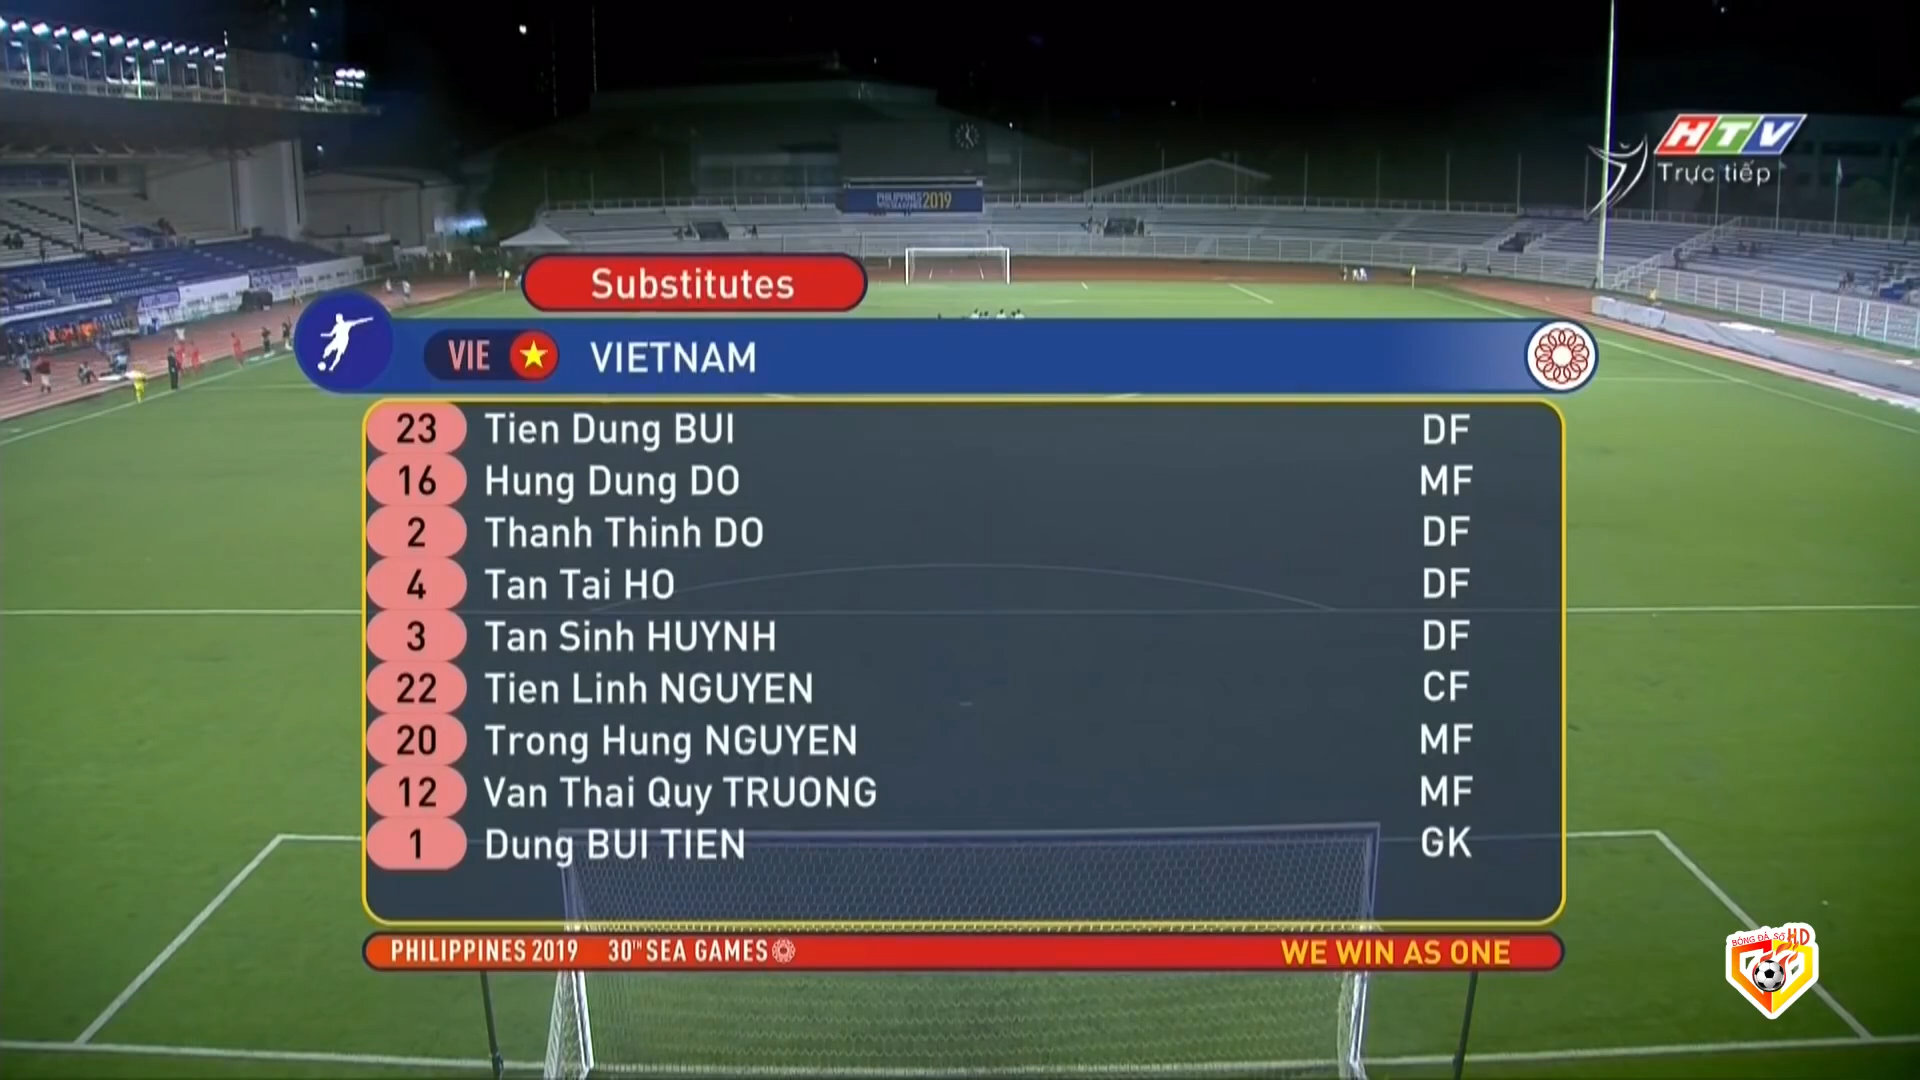 HTV
Trực tiếp
PHILIPPINES 2019
Substitutes
VIE VIETNAM
23 Tien Dung BUI DF
16 Hung Dung DO MF
2 Thanh Thinh DO DF
4 Tan Tai HO DF
3 Tan Sinh HUYNH DF
22 Tien Linh NGUYEN CF
20 Trong Hung NGUYEN MF
12 Van Thai Quy TRUONG MF
1 Dung BUI TIEN GK
PHILIPPINES 2019 30TH SEA GAMES WE WIN AS ONE
BÓNG ĐÁ SỐ HD